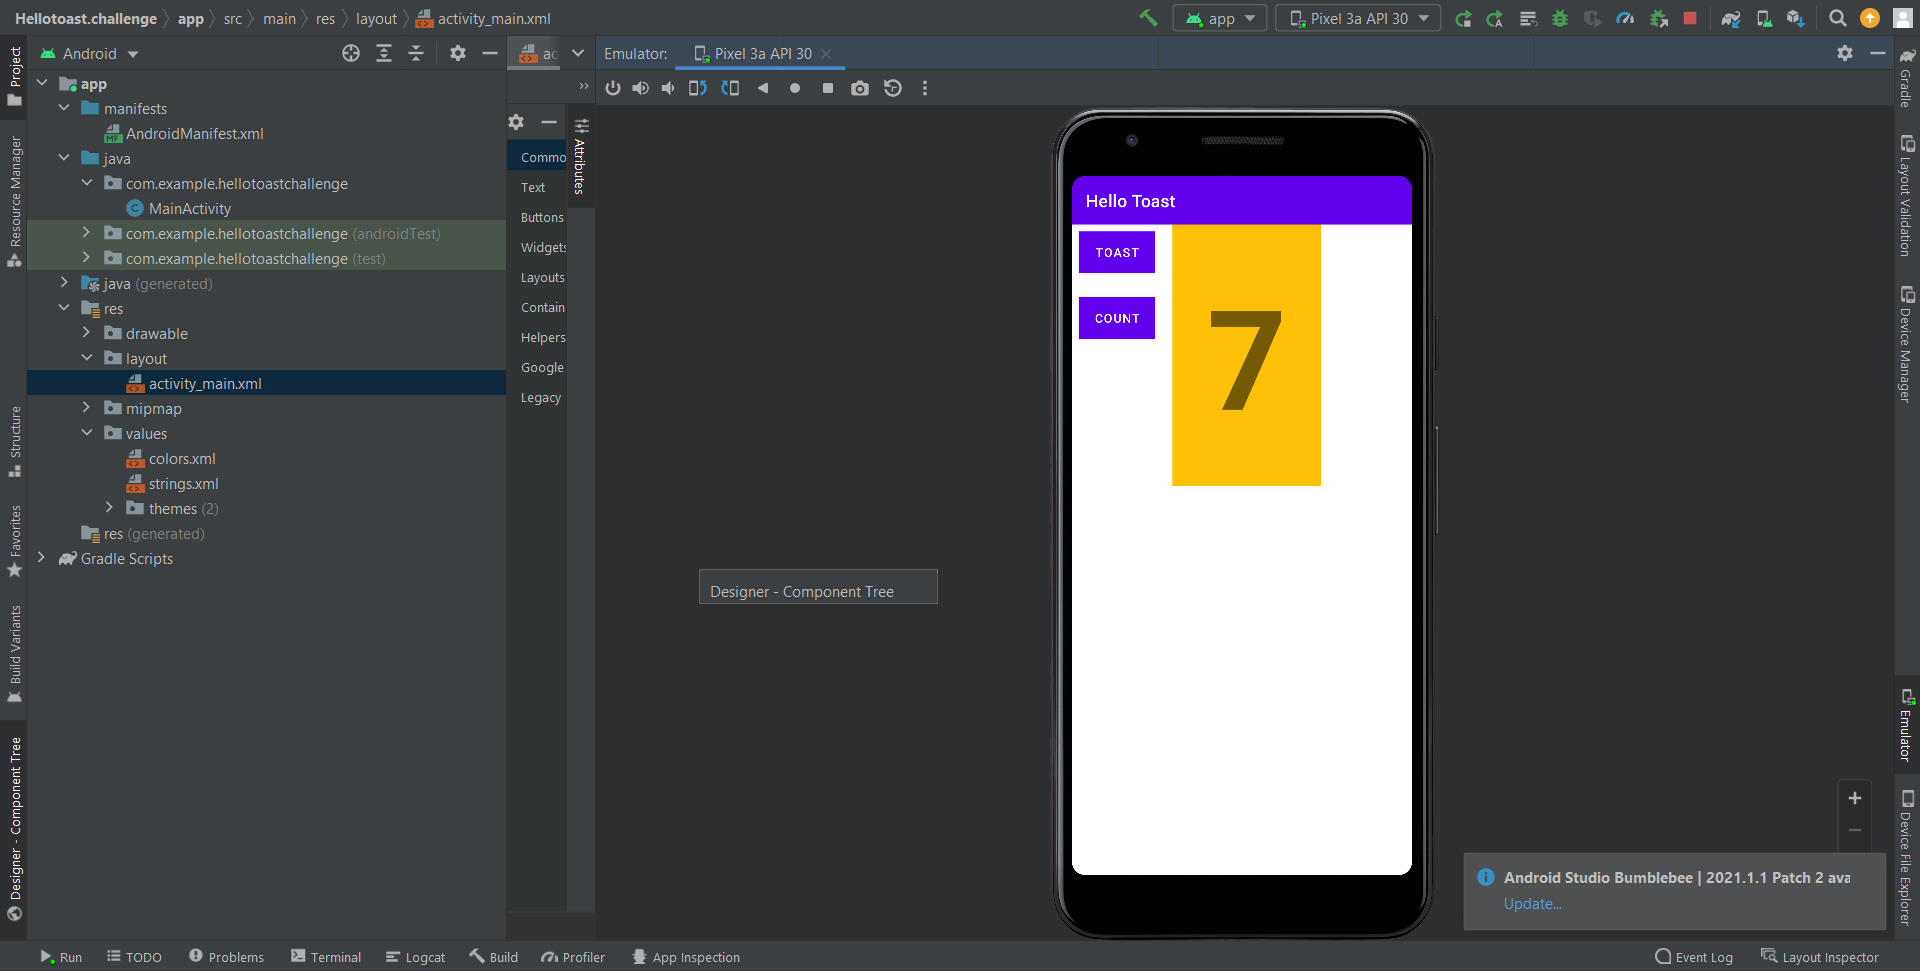 Hellotoast.challenge app src main res layout activity_main.xml
app Pixel 3a API 30
Project
Resource Manager
Structure
Favorites
Build Variants
Designer - Component Tree
Android
app
manifests
AndroidManifest.xml
java
com.example.hellotoastchallenge
MainActivity
com.example.hellotoastchallenge (androidTest)
com.example.hellotoastchallenge (test)
java (generated)
res
drawable
layout
activity_main.xml
mipmap
values
colors.xml
strings.xml
themes (2)
res (generated)
Gradle Scripts
ac
Attributes
Commo
Text
Buttons
Widgets
Layouts
Contain
Helpers
Google
Legacy
Emulator: Pixel 3a API 30
Hello Toast
TOAST
COUNT
7
Designer - Component Tree
Android Studio Bumblebee | 2021.1.1 Patch 2 ava
Update...
Gradle
Layout Validation
Device Manager
Emulator
Device File Explorer
Run TODO Problems Terminal Logcat Build Profiler App Inspection
Event Log Layout Inspector